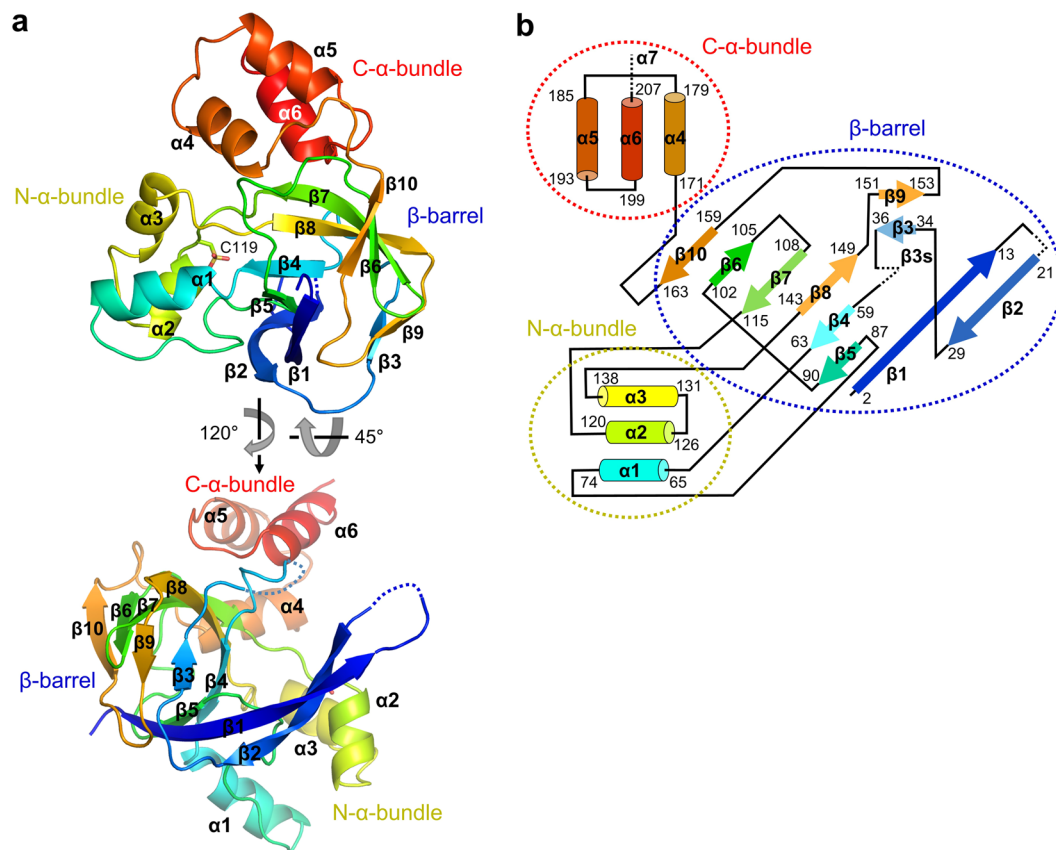 a
α5
C-α-bundle
α6
α4
N-α-bundle
α3
β10
β7
β-barrel
β8
C119
α1
β4
β6
β5
α2
β9
β2
β1
β3
120°
45°
C-α-bundle
α5
α6
β8
β6
β7
α4
β10
β9
β3
β4
β-barrel
α2
β5
β1
β2
α3
α1
N-α-bundle
b
C-α-bundle
α7
185
207
179
α5
α6
α4
β-barrel
193
199
171
151
153
β9
159
36
34
β3
105
108
149
13
β10
β6
β7
β3s
21
163
102
143
β8
59
β2
115
β4
87
63
29
N-α-bundle
90
β5
β1
138
131
2
α3
120
α2
126
α1
74
65